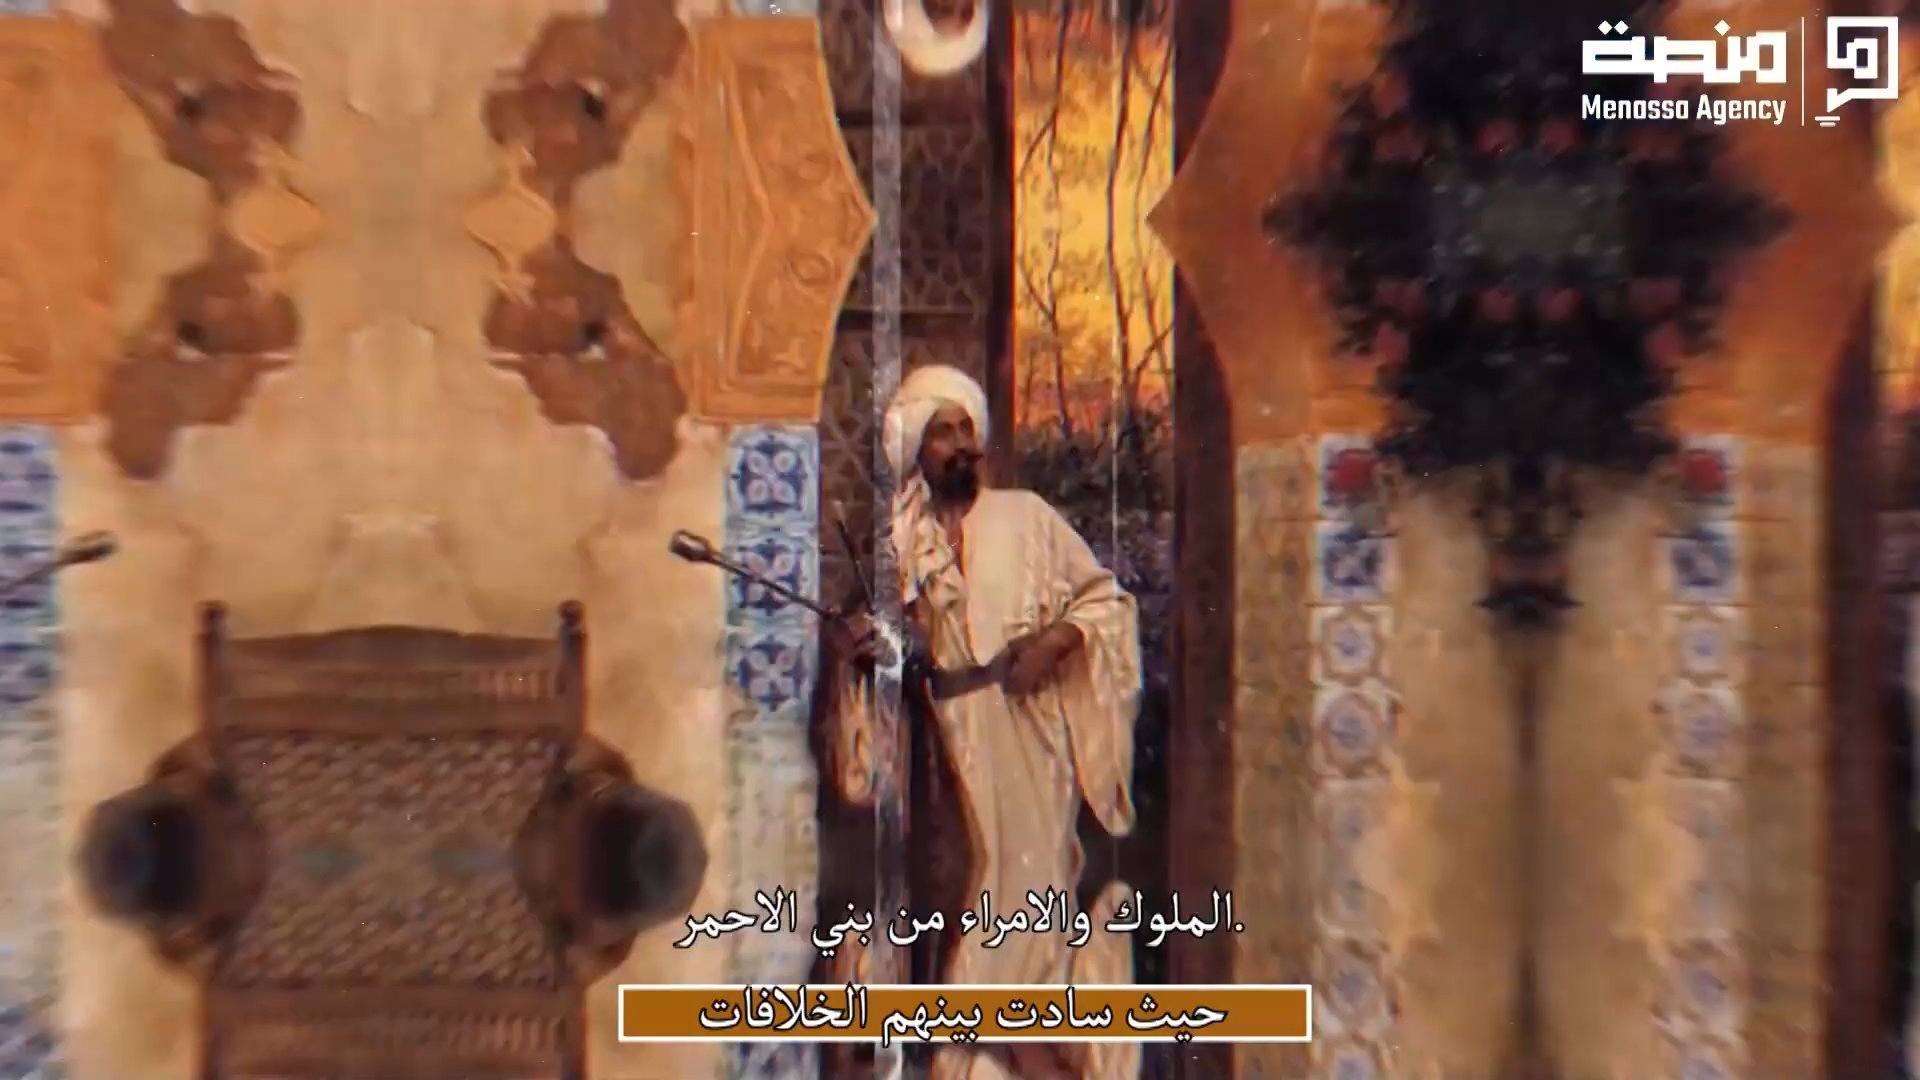 منصة
Menassa Agency
الملوك والامراء من بني الاحمر.
حيث سادت بينهم الخلافات